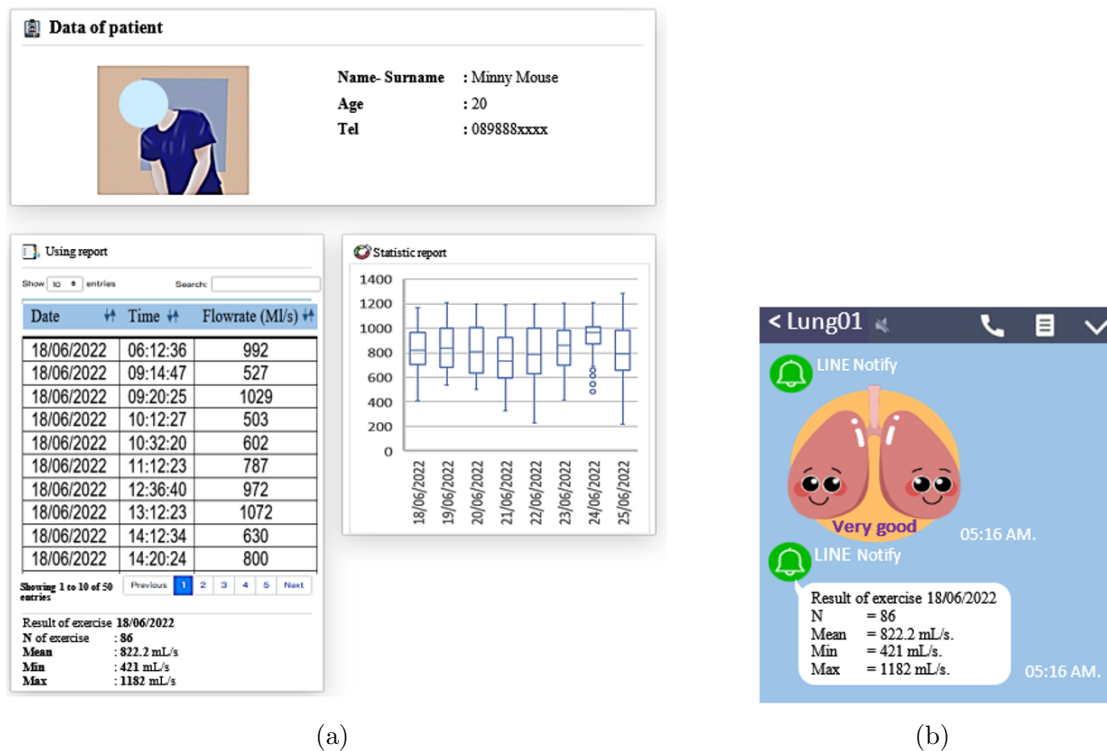 Data of patient
Name- Surname : Minny Mouse
Age : 20
Tel : 089888xxxx
Using report
Show 10 entries Search:
Date Time Flowrate (Ml/s)
18/06/2022 06:12:36 992
18/06/2022 09:14:47 527
18/06/2022 09:20:25 1029
18/06/2022 10:12:27 503
18/06/2022 10:32:20 602
18/06/2022 11:12:23 787
18/06/2022 12:36:40 972
18/06/2022 13:12:23 1072
18/06/2022 14:12:34 630
18/06/2022 14:20:24 800
Showing 1 to 10 of 50 entries
Previous 1 2 3 4 5 Next
Result of exercise 18/06/2022
N of exercise : 86
Mean : 822.2 mL/s
Min : 421 mL/s
Max : 1182 mL/s
Statistic report
1400
1200
1000
800
600
400
200
0
18/06/2022
19/06/2022
20/06/2022
21/06/2022
22/06/2022
23/06/2022
24/06/2022
25/06/2022
(a)
< Lung01
LINE Notify
Very good
05:16 AM.
LINE Notify
Result of exercise 18/06/2022
N = 86
Mean = 822.2 mL/s.
Min = 421 mL/s.
Max = 1182 mL/s.
05:16 AM.
(b)